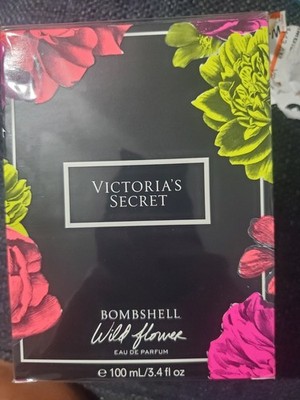 VICTORIA'S
SECRET
BOMBSHELL
Wild flower
EAU DE PARFUM
e 100 mL/3.4 fl oz